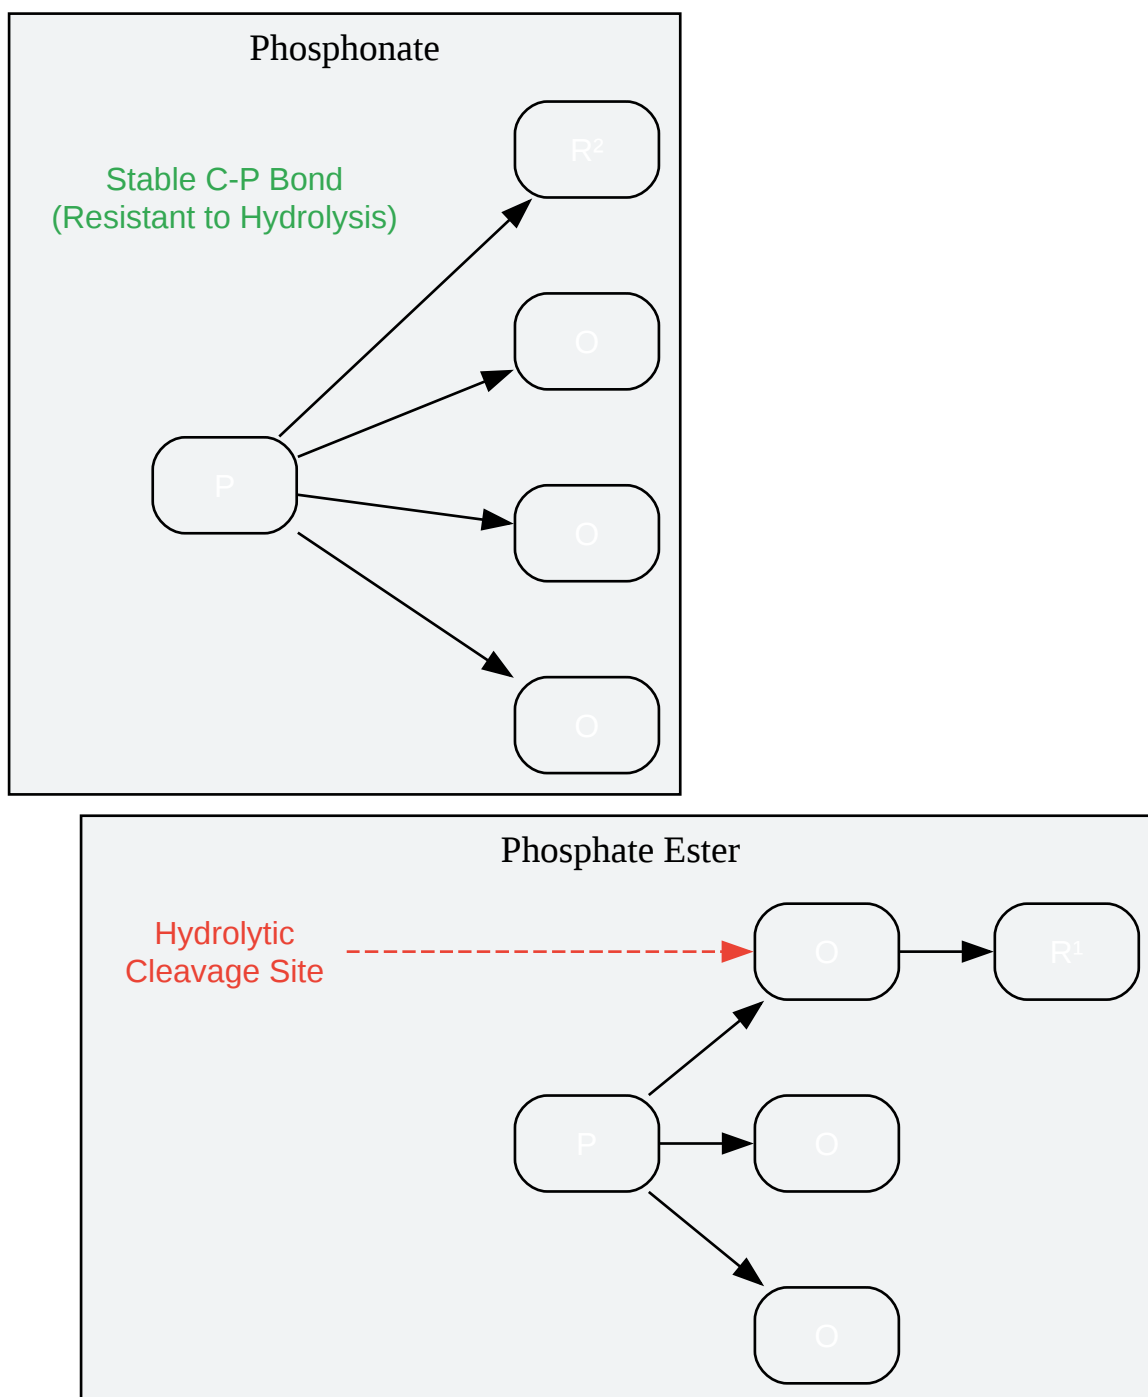 Phosphonate
R²
Stable C-P Bond
(Resistant to Hydrolysis)
O
P
O
O
Phosphate Ester
Hydrolytic
Cleavage Site
O
R¹
P
O
O